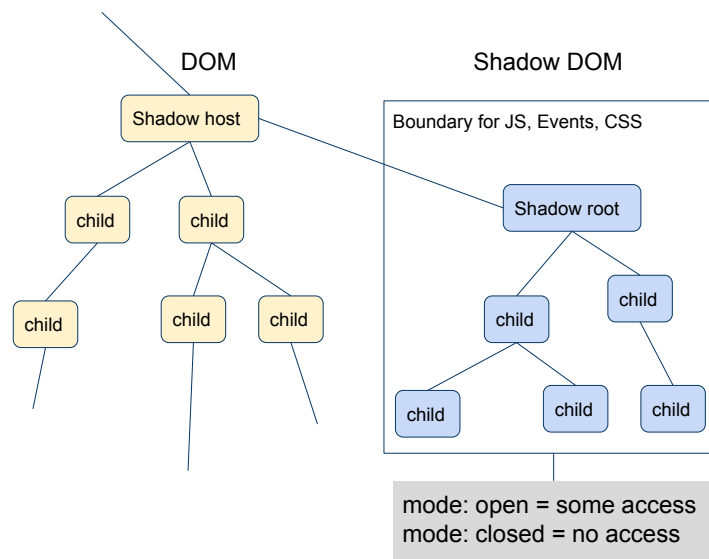 DOM
Shadow DOM
Shadow host
Boundary for JS, Events, CSS
child
child
Shadow root
child
child
child
child
child
child
child
child
mode: open = some access
mode: closed = no access